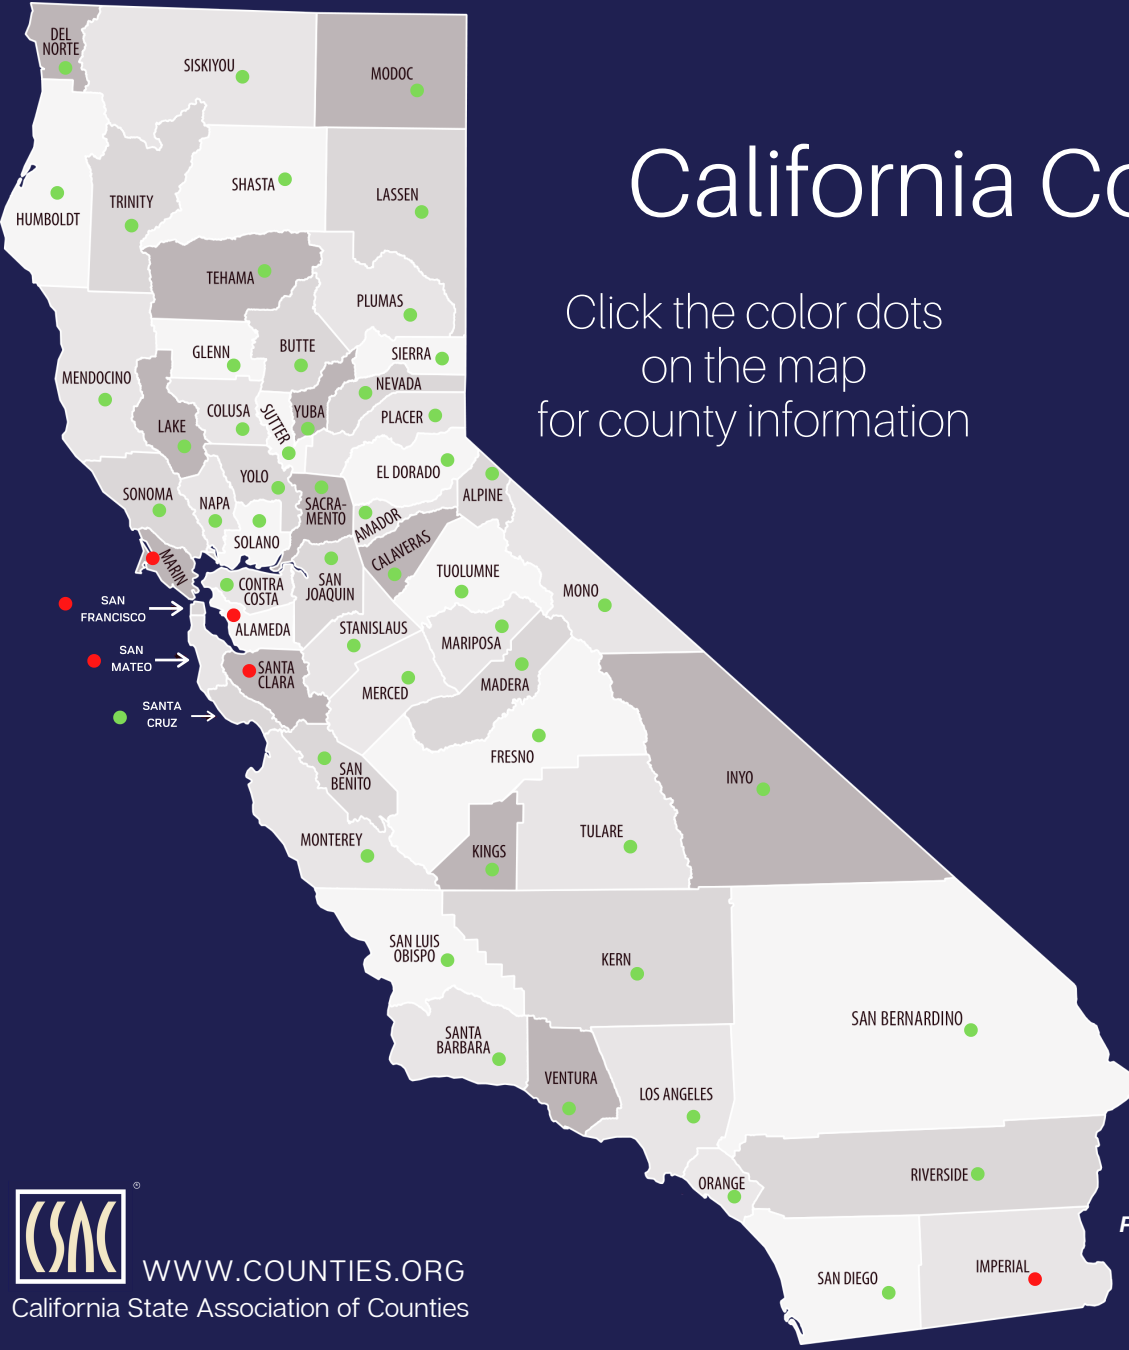 DEL
NORTE
SISKIYOU
MODOC
California Co
SHASTA
LASSEN
TRINITY
HUMBOLDT
TEHAMA
PLUMAS
Click the color dots
on the map
for county information
GLENN
BUTTE
SIERRA
MENDOCINO
NEVADA
COLUSA
SUTTER
YUBA
PLACER
LAKE
EL DORADO
YOLO
SONOMA
NAPA
SACRA-
MENTO
ALPINE
AMADOR
SOLANO
CALAVERAS
MARIN
TUOLUMNE
CONTRA
COSTA
SAN
JOAQUIN
MONO
SAN
FRANCISCO
ALAMEDA
STANISLAUS
MARIPOSA
SAN
MATEO
SANTA
CLARA
MERCED
MADERA
SANTA
CRUZ
FRESNO
SAN
BENITO
INYO
MONTEREY
KINGS
TULARE
SAN LUIS
OBISPO
KERN
SAN BERNARDINO
SANTA
BARBARA
VENTURA
LOS ANGELES
RIVERSIDE
ORANGE
SAN DIEGO
IMPERIAL
CSAC ®
WWW.COUNTIES.ORG
California State Association of Counties